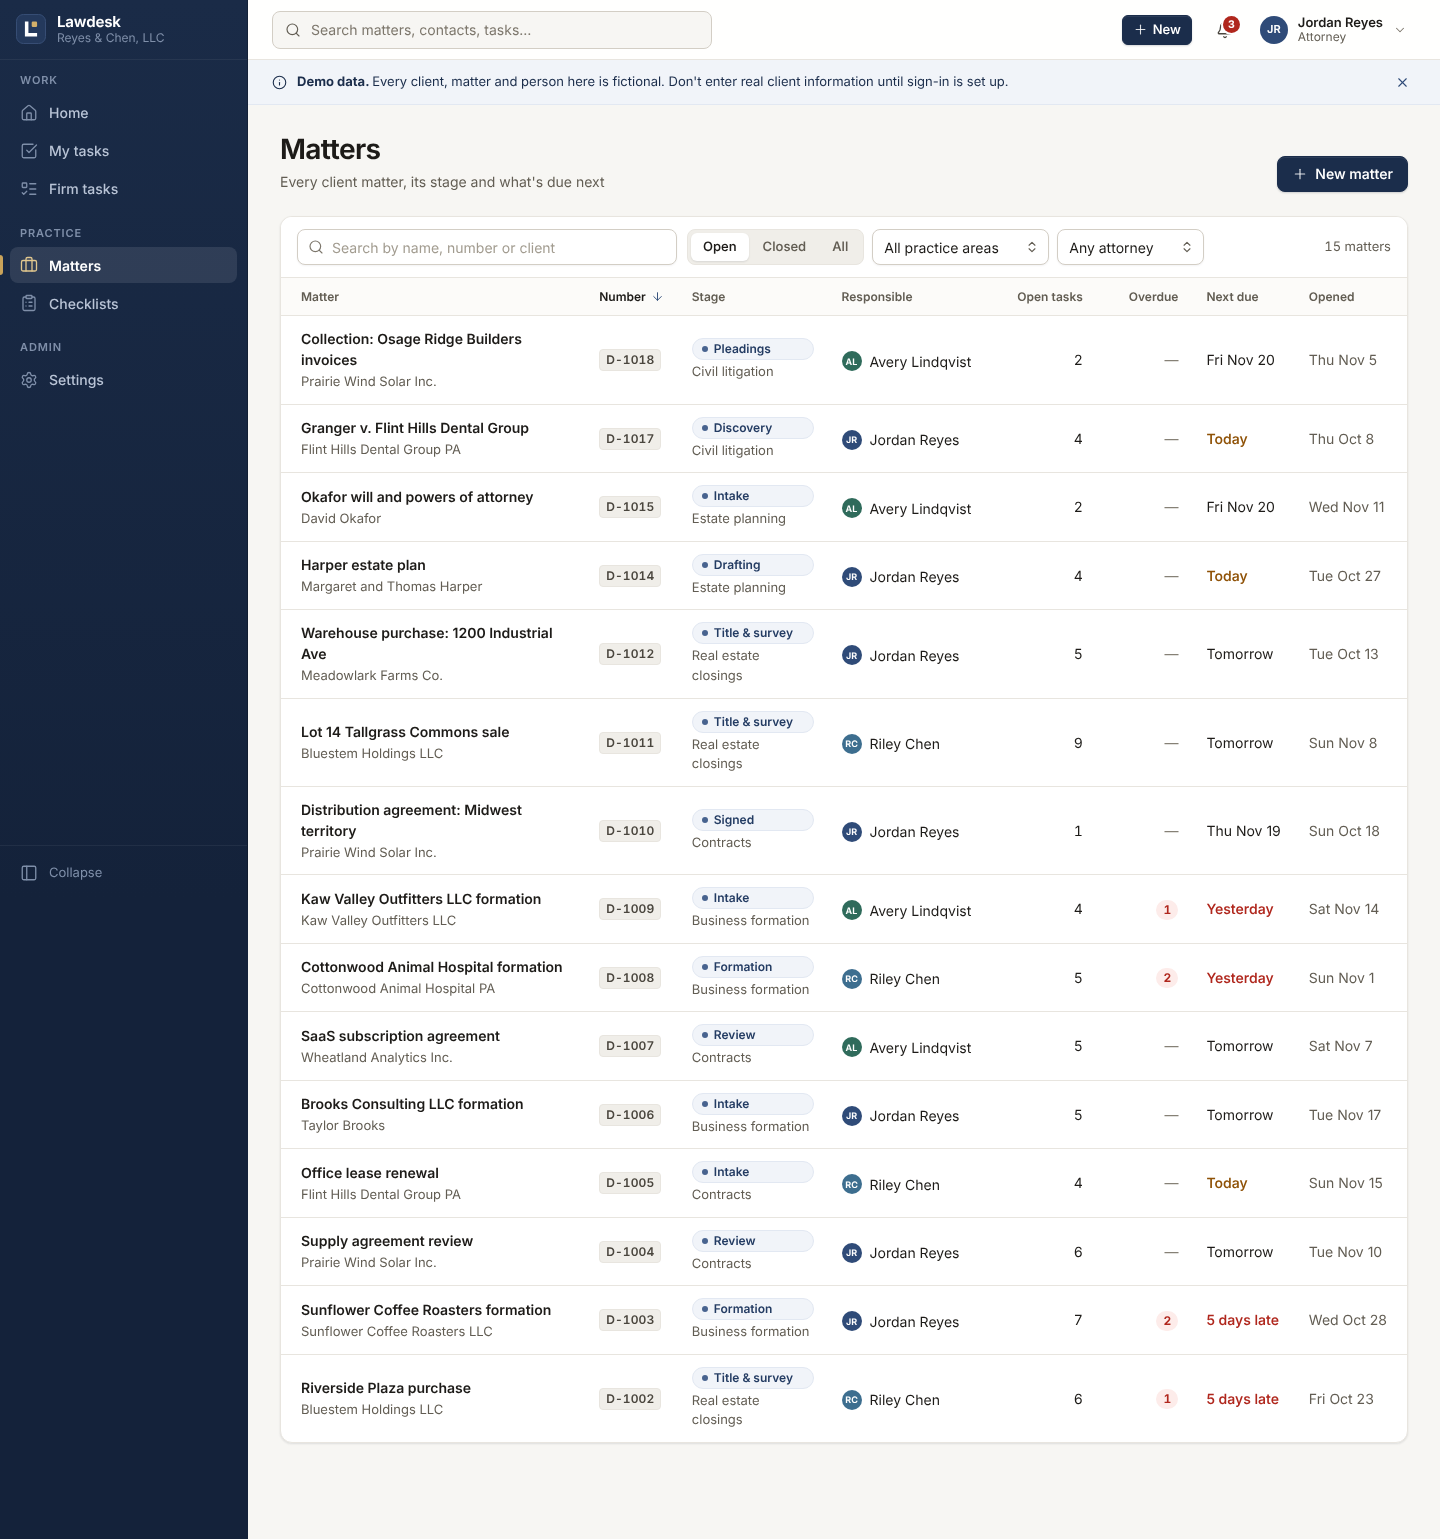 Lawdesk
Reyes & Chen, LLC
Search matters, contacts, tasks...
New
3
JR
Jordan Reyes
Attorney
WORK
Home
My tasks
Firm tasks
PRACTICE
Matters
Checklists
ADMIN
Settings
Collapse
Demo data. Every client, matter and person here is fictional. Don't enter real client information until sign-in is set up.
Matters
Every client matter, its stage and what's due next
New matter
Search by name, number or client
Open Closed All
All practice areas
Any attorney
15 matters
Matter Number Stage Responsible Open tasks Overdue Next due Opened
Collection: Osage Ridge Builders
invoices
Prairie Wind Solar Inc.
D-1018
Pleadings
Civil litigation
AL Avery Lindqvist 2 — Fri Nov 20 Thu Nov 5
Granger v. Flint Hills Dental Group
Flint Hills Dental Group PA
D-1017
Discovery
Civil litigation
JR Jordan Reyes 4 — Today Thu Oct 8
Okafor will and powers of attorney
David Okafor
D-1015
Intake
Estate planning
AL Avery Lindqvist 2 — Fri Nov 20 Wed Nov 11
Harper estate plan
Margaret and Thomas Harper
D-1014
Drafting
Estate planning
JR Jordan Reyes 4 — Today Tue Oct 27
Warehouse purchase: 1200 Industrial
Ave
Meadowlark Farms Co.
D-1012
Title & survey
Real estate
closings
JR Jordan Reyes 5 — Tomorrow Tue Oct 13
Lot 14 Tallgrass Commons sale
Bluestem Holdings LLC
D-1011
Title & survey
Real estate
closings
RC Riley Chen 9 — Tomorrow Sun Nov 8
Distribution agreement: Midwest
territory
Prairie Wind Solar Inc.
D-1010
Signed
Contracts
JR Jordan Reyes 1 — Thu Nov 19 Sun Oct 18
Kaw Valley Outfitters LLC formation
Kaw Valley Outfitters LLC
D-1009
Intake
Business formation
AL Avery Lindqvist 4 1 Yesterday Sat Nov 14
Cottonwood Animal Hospital formation
Cottonwood Animal Hospital PA
D-1008
Formation
Business formation
RC Riley Chen 5 2 Yesterday Sun Nov 1
SaaS subscription agreement
Wheatland Analytics Inc.
D-1007
Review
Contracts
AL Avery Lindqvist 5 — Tomorrow Sat Nov 7
Brooks Consulting LLC formation
Taylor Brooks
D-1006
Intake
Business formation
JR Jordan Reyes 5 — Tomorrow Tue Nov 17
Office lease renewal
Flint Hills Dental Group PA
D-1005
Intake
Contracts
RC Riley Chen 4 — Today Sun Nov 15
Supply agreement review
Prairie Wind Solar Inc.
D-1004
Review
Contracts
JR Jordan Reyes 6 — Tomorrow Tue Nov 10
Sunflower Coffee Roasters formation
Sunflower Coffee Roasters LLC
D-1003
Formation
Business formation
JR Jordan Reyes 7 2 5 days late Wed Oct 28
Riverside Plaza purchase
Bluestem Holdings LLC
D-1002
Title & survey
Real estate
closings
RC Riley Chen 6 1 5 days late Fri Oct 23